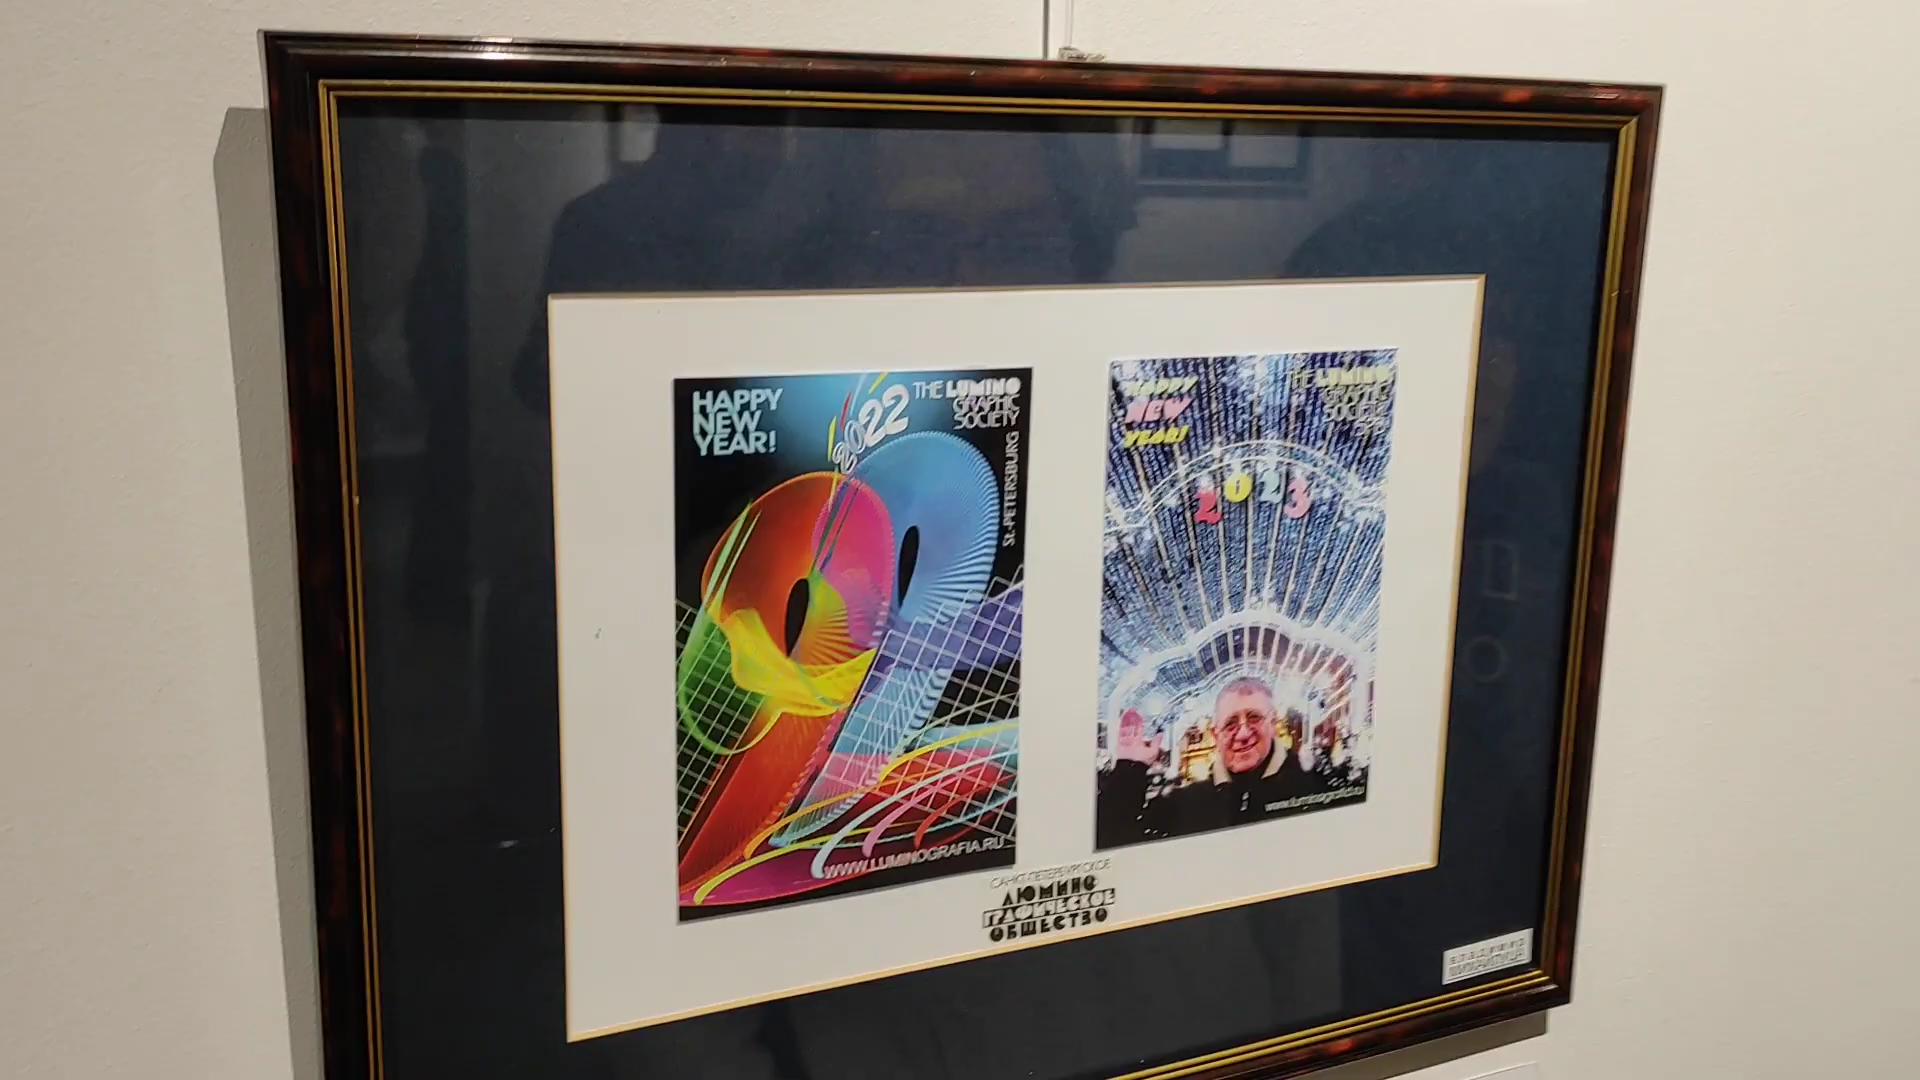 HAPPY
NEW
YEAR!
2022
THE LUMINO
GRAPHIC
SOCIETY
St.-PETERSBURG
WWW.LUMINOGRAFIA.RU
HAPPY
NEW
YEAR!
THE LUMINO
GRAPHIC
SOCIETY
2023
САНКТ-ПЕТЕРБУРГСКОЕ
ЛЮМИНО
ГРАФИЧЕСКОЕ
ОБЩЕСТВО
ВЛАДИМИР